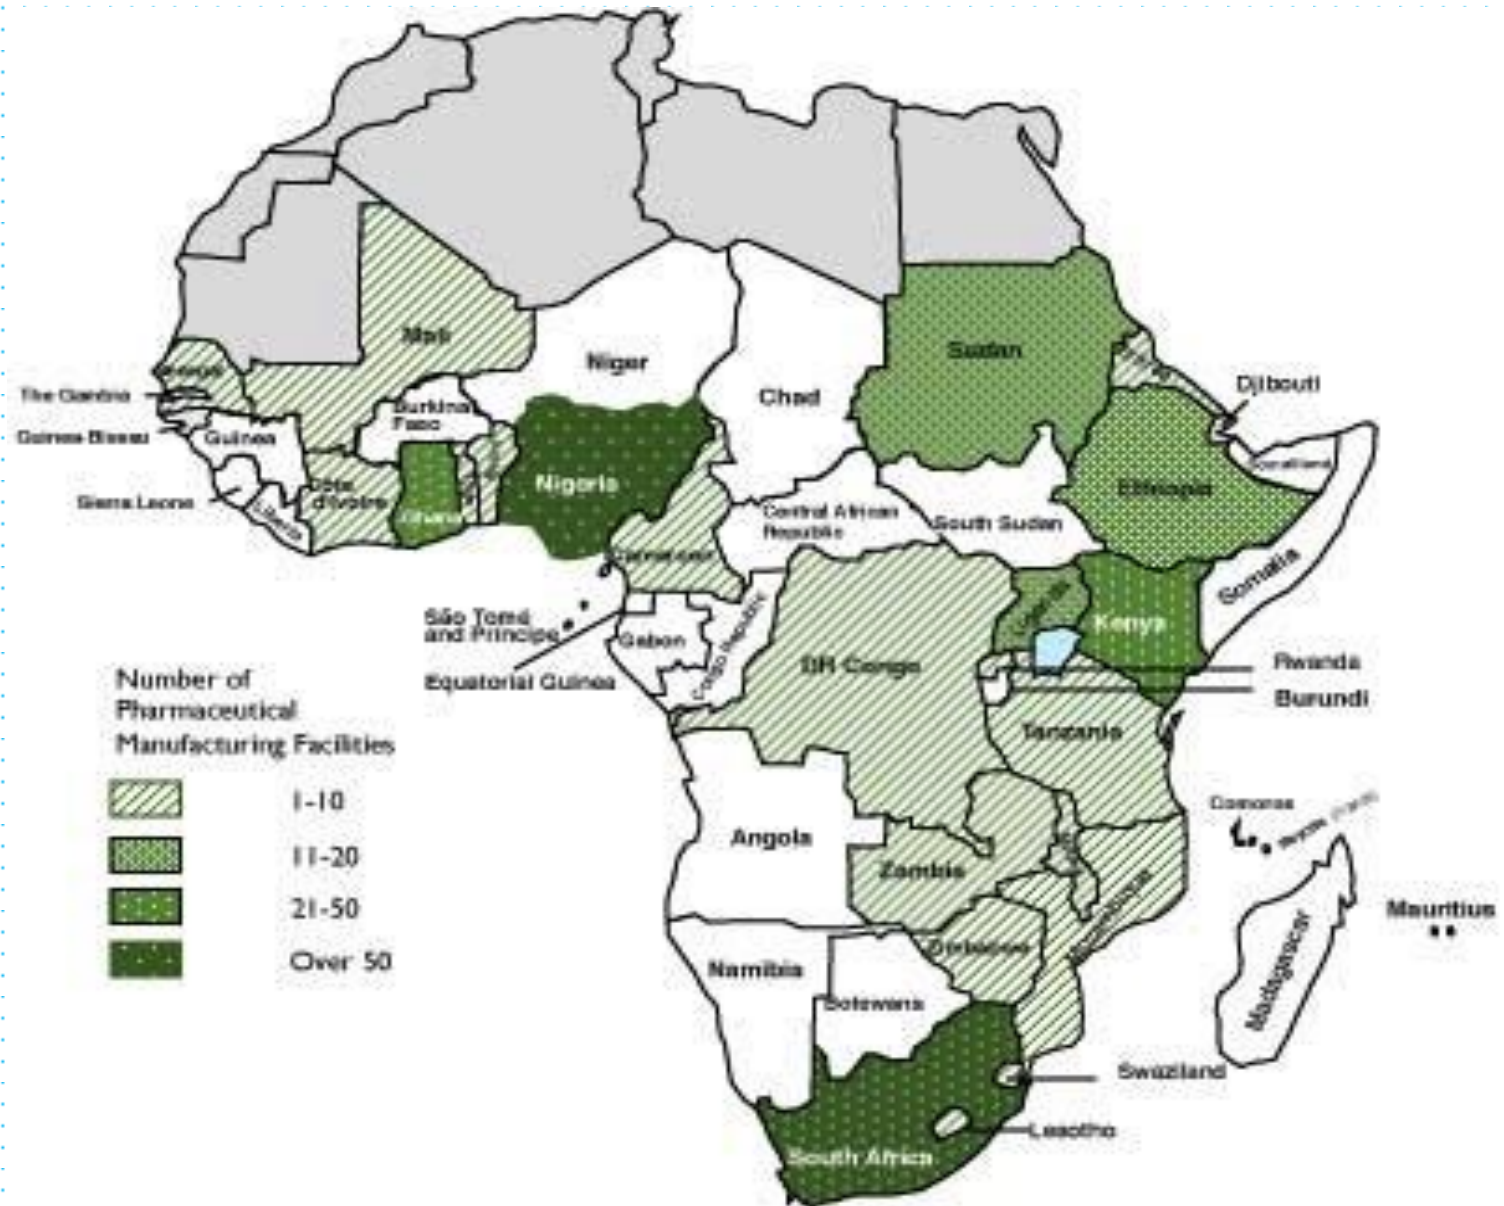 Mali
Niger
Sudan
Chad
Djibouti
The Gambia
Guinea Bissau
Guinea
Burkina
Faso
Sierra Leone
Liberia
Côte
d'Ivoire
Ghana
Nigeria
Cameroon
Central African
Republic
South Sudan
Ethiopia
Somaliland
Somalia
São Tomé
and Principe
Equatorial Guinea
Gabon
Congo Republic
DR Congo
Uganda
Kenya
Rwanda
Burundi
Tanzania
Number of
Pharmaceutical
Manufacturing Facilities
1-10
11-20
21-50
Over 50
Angola
Zambia
Comoros
Mozambique
Zimbabwe
Namibia
Botswana
Madagascar
Mauritius
Swaziland
Lesotho
South Africa